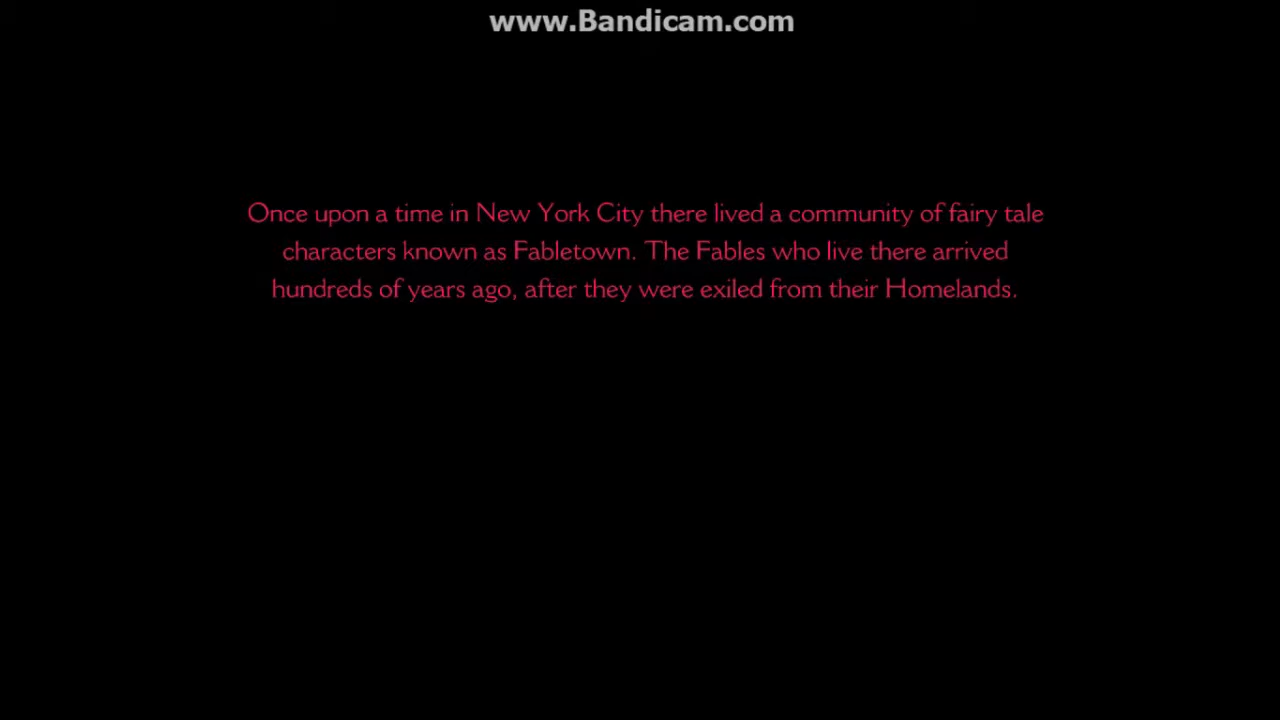 www.Bandicam.com
Once upon a time in New York City there lived a community of fairy tale
characters known as Fabletown. The Fables who live there arrived
hundreds of years ago, after they were exiled from their Homelands.